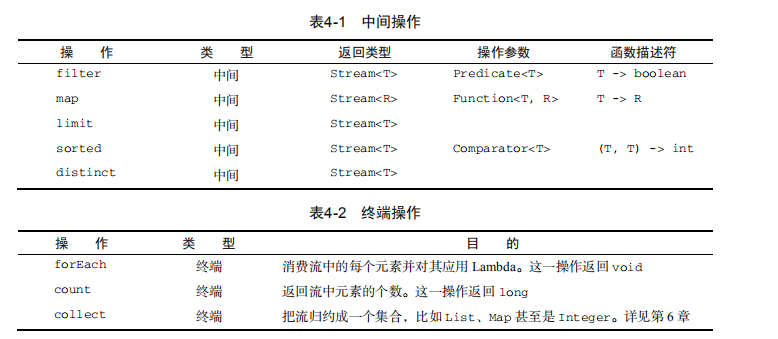 表4-1 中间操作
操 作 类 型 返回类型 操作参数 函数描述符
filter 中间 Stream<T> Predicate<T> T -> boolean
map 中间 Stream<R> Function<T, R> T -> R
limit 中间 Stream<T>
sorted 中间 Stream<T> Comparator<T> (T, T) -> int
distinct 中间 Stream<T>
表4-2 终端操作
操 作 类 型 目 的
forEach 终端 消费流中的每个元素并对其应用 Lambda。这一操作返回 void
count 终端 返回流中元素的个数。这一操作返回 long
collect 终端 把流归约成一个集合，比如 List、Map 甚至是 Integer。详见第 6 章